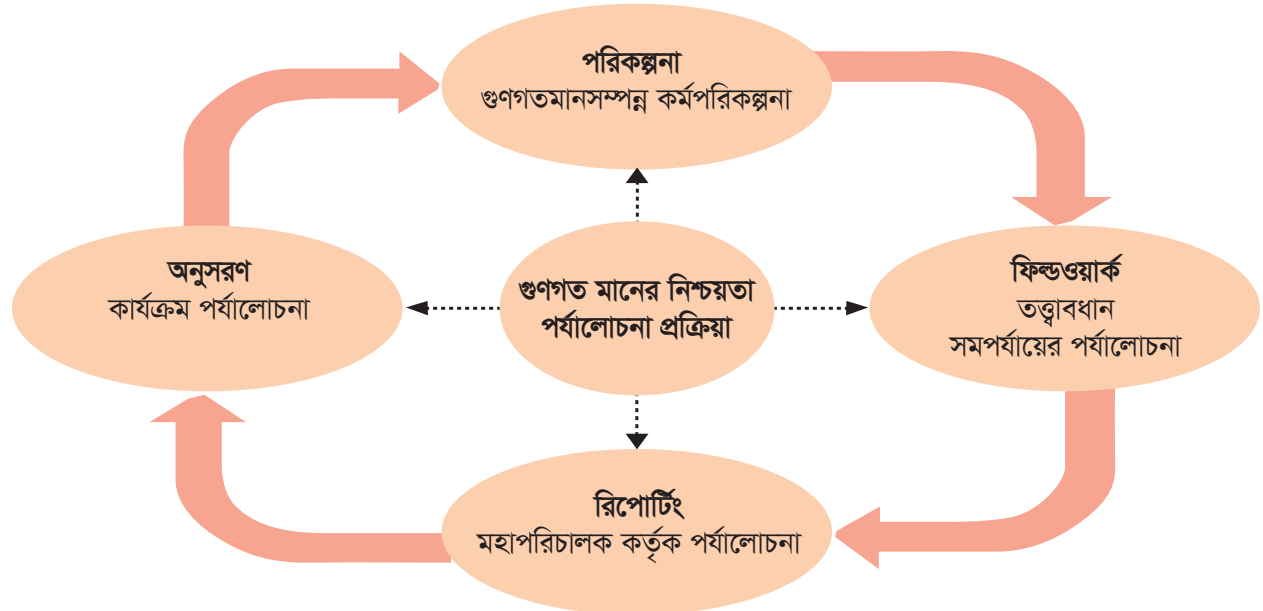 পরিকল্পনা
গুণগতমানসম্পন্ন কর্মপরিকল্পনা
অনুসরণ
কার্যক্রম পর্যালোচনা
গুণগত মানের নিশ্চয়তা
পর্যালোচনা প্রক্রিয়া
ফিল্ডওয়ার্ক
তত্ত্বাবধান
সমপর্যায়ের পর্যালোচনা
রিপোর্টিং
মহাপরিচালক কর্তৃক পর্যালোচনা